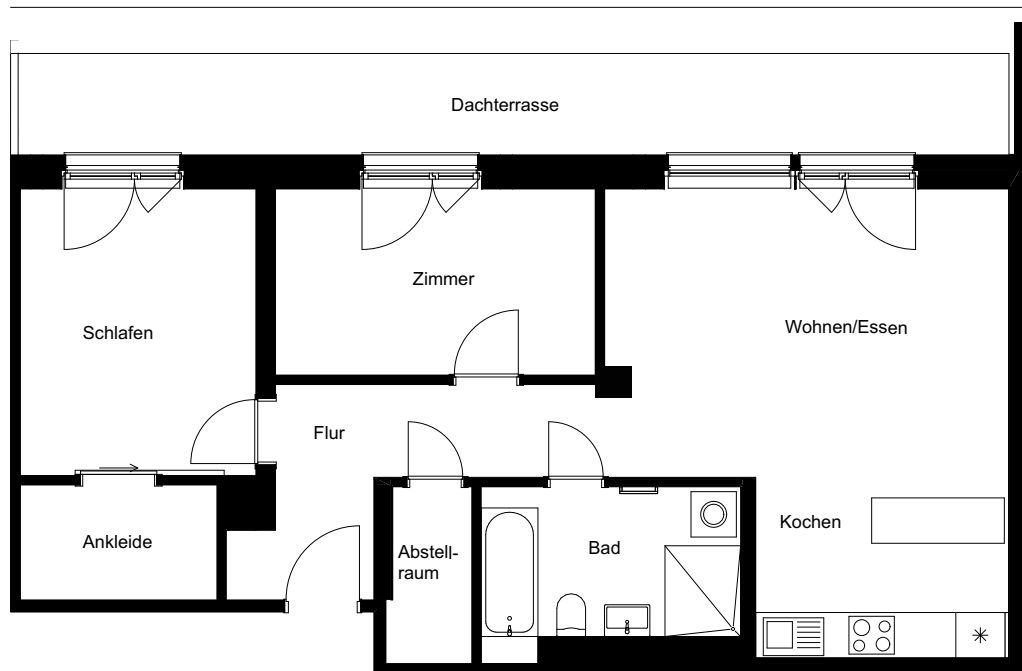 Dachterrasse
Zimmer
Schlafen
Wohnen/Essen
Flur
Kochen
Ankleide
Abstell-
raum
Bad